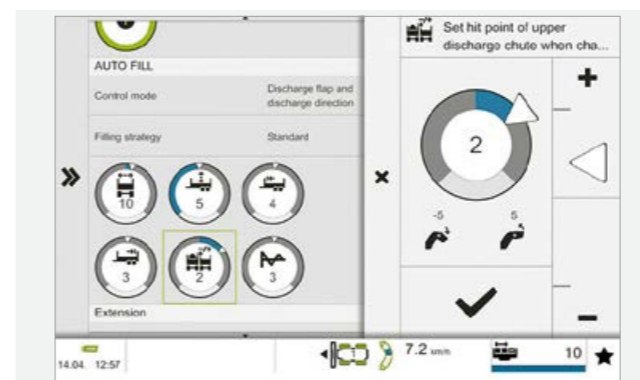 AUTO FILL
Control mode
Discharge flap and
discharge direction
Filling strategy
Standard
10
5
4
3
2
3
Extension
Set hit point of upper
discharge chute when cha...
2
-5
5
14.04. 12:57
1
7.2 km/h
10